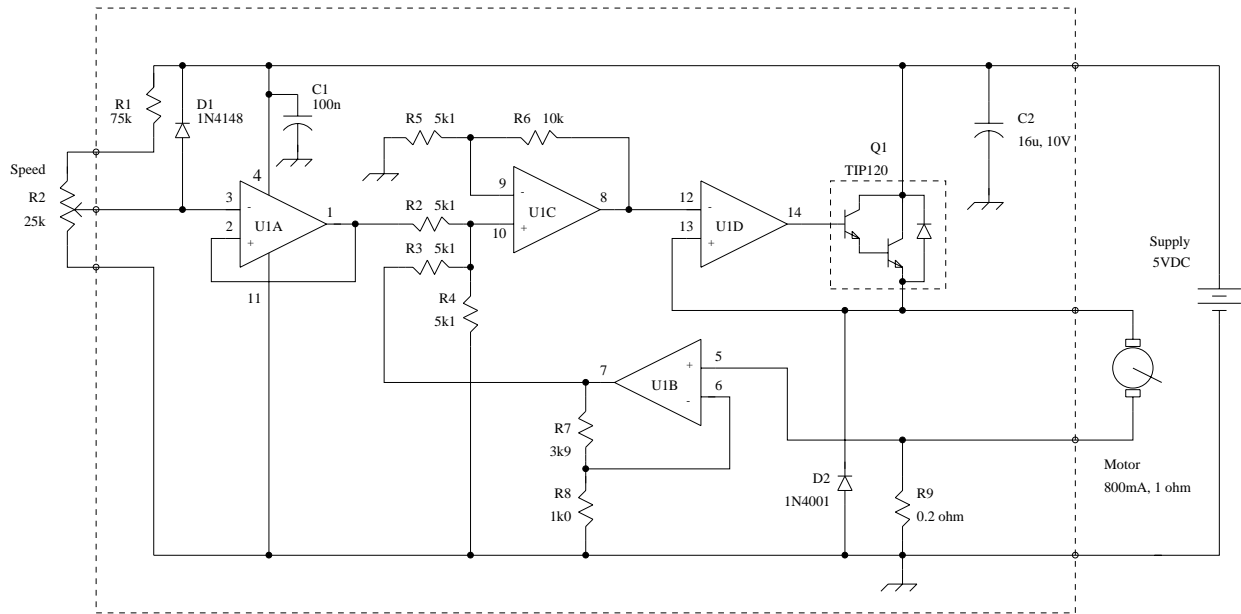 R1
75k
D1
1N4148
C1
100n
Speed
R2
25k
4
3
2
-
+
U1A
1
11
R5 5k1
R6 10k
R2 5k1
R3 5k1
R4
5k1
9
10
-
+
U1C
8
12
13
-
+
U1D
14
Q1
TIP120
C2
16u, 10V
Supply
5VDC
7
U1B
+
-
5
6
R7
3k9
R8
1k0
D2
1N4001
R9
0.2 ohm
Motor
800mA, 1 ohm